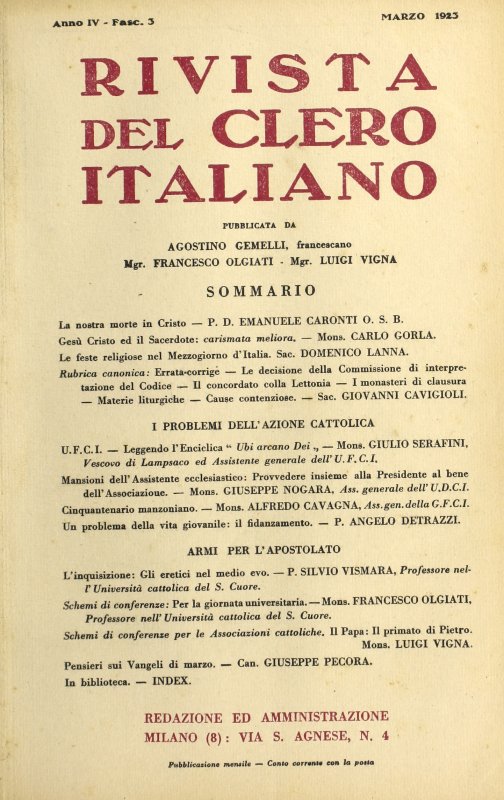 Anno IV - Fasc. 3
MARZO 1923
RIVISTA
DEL CLERO
ITALIANO
PUBBLICATA DA
AGOSTINO GEMELLI, francescano
Mgr. FRANCESCO OLGIATI - Mgr. LUIGI VIGNA
SOMMARIO
La nostra morte in Cristo — P. D. EMANUELE CARONTI O. S. B.
Gesù Cristo ed il Sacerdote: carismata meliora. — Mons. CARLO GORLA.
Le feste religiose nel Mezzogiorno d'Italia. Sac. DOMENICO LANNA.
Rubrica canonica: Errata-corrige — Le decisione della Commissione di interpre-
tazione del Codice — Il concordato colla Lettonia — I monasteri di clausura
— Materie liturgiche — Cause contenziose. — Sac. GIOVANNI CAVIGIOLI.
I PROBLEMI DELL'AZIONE CATTOLICA
U.F.C.I. — Leggendo l'Enciclica " Ubi arcano Dei „ — Mons. GIULIO SERAFINI,
Vescovo di Lampsaco ed Assistente generale dell'U.F.C.I.
Mansioni dell'Assistente ecclesiastico: Provvedere insieme alla Presidente al bene
dell'Associazione. — Mons. GIUSEPPE NOGARA, Ass. generale dell'U.D.C.I.
Cinquantenario manzoniano. — Mons. ALFREDO CAVAGNA, Ass.gen.della G.F.C.I.
Un problema della vita giovanile: il fidanzamento. — P. ANGELO DETRAZZI.
ARMI PER L'APOSTOLATO
L'inquisizione: Gli eretici nel medio evo. — P. SILVIO VISMARA, Professore nel-
l'Università cattolica del S. Cuore.
Schemi di conferenze: Per la giornata universitaria. — Mons. FRANCESCO OLGIATI,
Professore nell'Università cattolica del S. Cuore.
Schemi di conferenze per le Associazioni cattoliche. Il Papa: Il primato di Pietro.
Mons. LUIGI VIGNA.
Pensieri sui Vangeli di marzo. — Can. GIUSEPPE PECORA.
In biblioteca. — INDEX.
REDAZIONE ED AMMINISTRAZIONE
MILANO (8): VIA S. AGNESE, N. 4
Pubblicazione mensile — Conto corrente con la posta